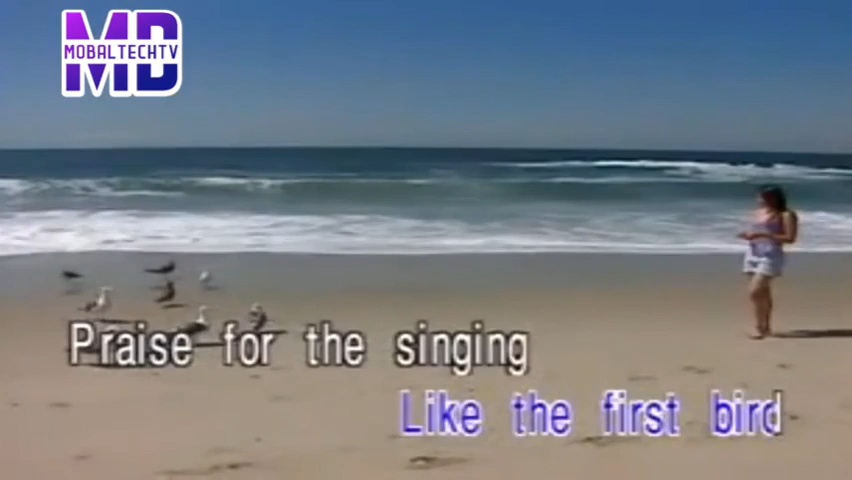 MD
MOBALTECHTV
Praise for the singing
Like the first bird